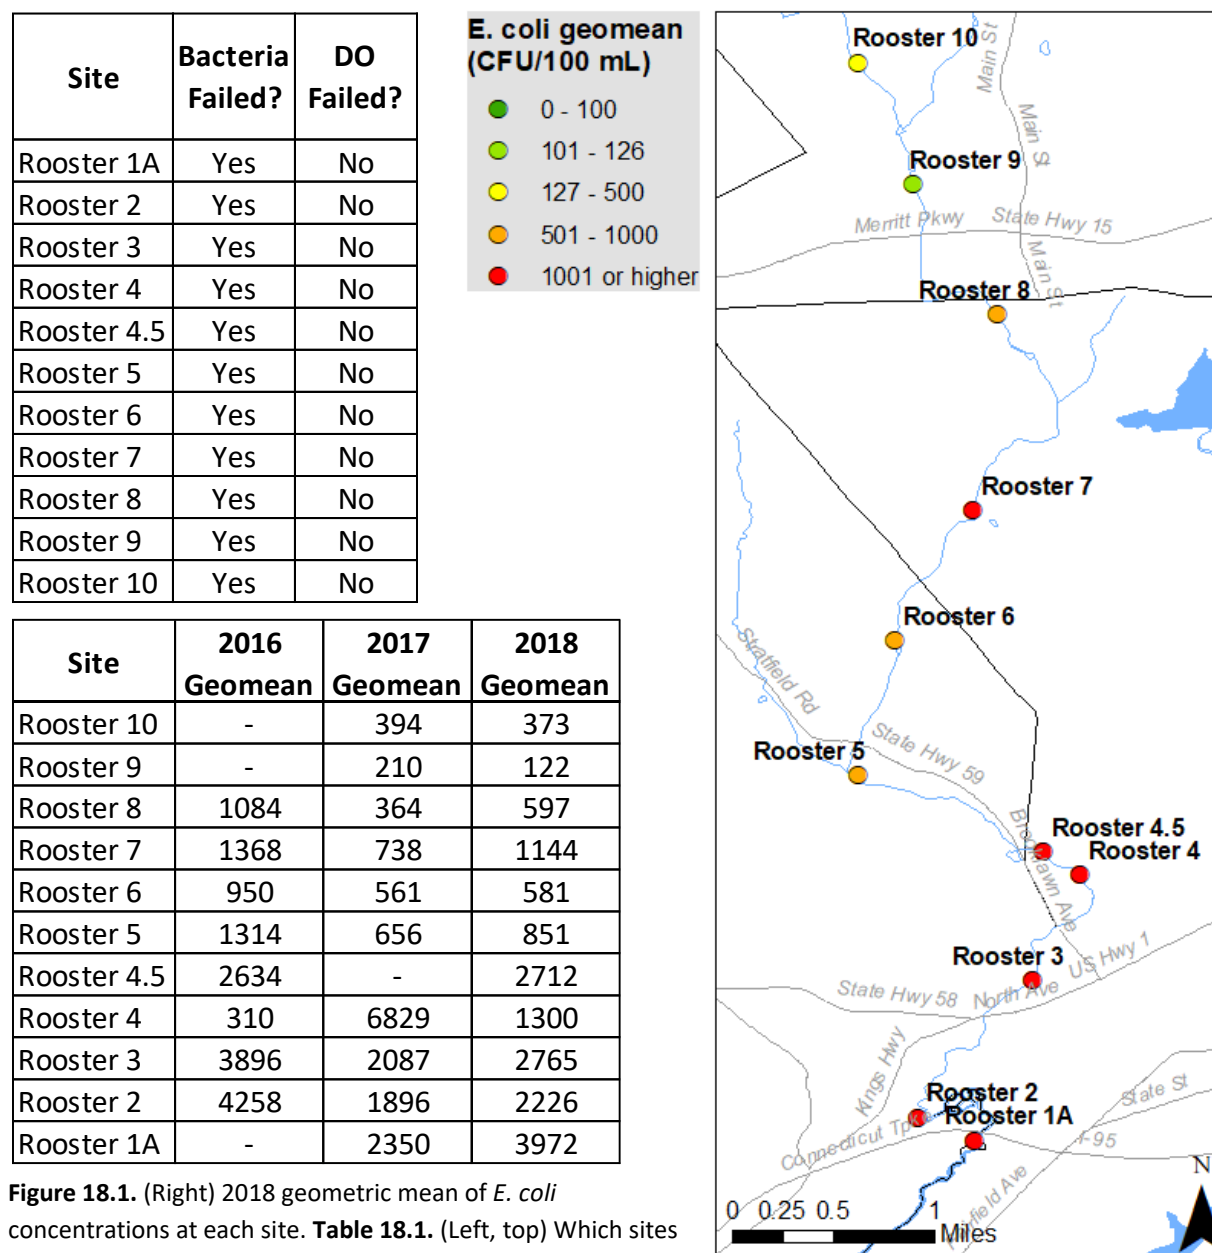 Site Bacteria Failed? DO Failed?
Rooster 1A Yes No
Rooster 2 Yes No
Rooster 3 Yes No
Rooster 4 Yes No
Rooster 4.5 Yes No
Rooster 5 Yes No
Rooster 6 Yes No
Rooster 7 Yes No
Rooster 8 Yes No
Rooster 9 Yes No
Rooster 10 Yes No
Site 2016 Geomean 2017 Geomean 2018 Geomean
Rooster 10 - 394 373
Rooster 9 - 210 122
Rooster 8 1084 364 597
Rooster 7 1368 738 1144
Rooster 6 950 561 581
Rooster 5 1314 656 851
Rooster 4.5 2634 - 2712
Rooster 4 310 6829 1300
Rooster 3 3896 2087 2765
Rooster 2 4258 1896 2226
Rooster 1A - 2350 3972
Figure 18.1. (Right) 2018 geometric mean of E. coli
concentrations at each site. Table 18.1. (Left, top) Which sites
E. coli geomean
(CFU/100 mL)
0 - 100
101 - 126
127 - 500
501 - 1000
1001 or higher
Rooster 10
Main St
Main St
Rooster 9
Merritt Pkwy
State Hwy 15
Main St
Rooster 8
Rooster 7
Rooster 6
Stratfield Rd
Rooster 5
State Hwy 59
Rooster 4.5
Rooster 4
Brooklawn Ave
Rooster 3
US Hwy 1
State Hwy 58
North Ave
Kings Hwy
Rooster 2
Rooster 1A
State St
Connecticut Tpke
I-95
Fairfield Ave
N
0 0.25 0.5 1
Miles